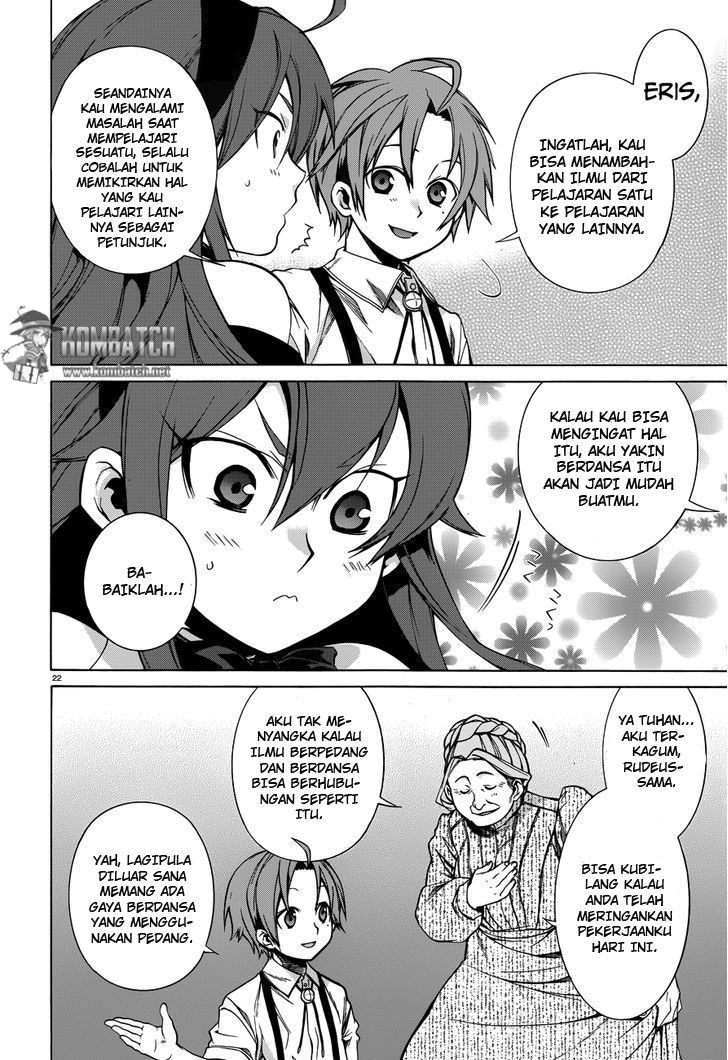 ERIS,
INGATLAH, KAU
BISA MENAMBAH-
KAN ILMU DARI
PELAJARAN SATU
KE PELAJARAN
YANG LAINNYA.
SEANDAINYA
KAU MENGALAMI
MASALAH SAAT
MEMPELAJARI
SESUATU, SELALU
COBALAH UNTUK
MEMIKIRKAN HAL
YANG KAU
PELAJARI LAIN-
NYA SEBAGAI
PETUNJUK.
KOMBATCH
www.kombatch.net
KALAU KAU BISA
MENGINGAT HAL
ITU, AKU YAKIN
BERDANSA ITU
AKAN JADI MUDAH
BUATMU.
BA-
BAIKLAH...!
22
YA TUHAN...
AKU TER-
KAGUM,
RUDEUS-
SAMA.
BISA KUBI-
LANG KALAU
ANDA TELAH
MERINGANKAN
PEKERJAANKU
HARI INI.
AKU TAK ME-
NYANGKA KALAU
ILMU BERPEDANG
DAN BERDANSA
BISA BERHUBU-
NGAN SEPERTI
ITU.
YAH, LAGIPULA
DILUAR SANA
MEMANG ADA
GAYA BERDANSA
YANG MENGGU-
NAKAN PEDANG.